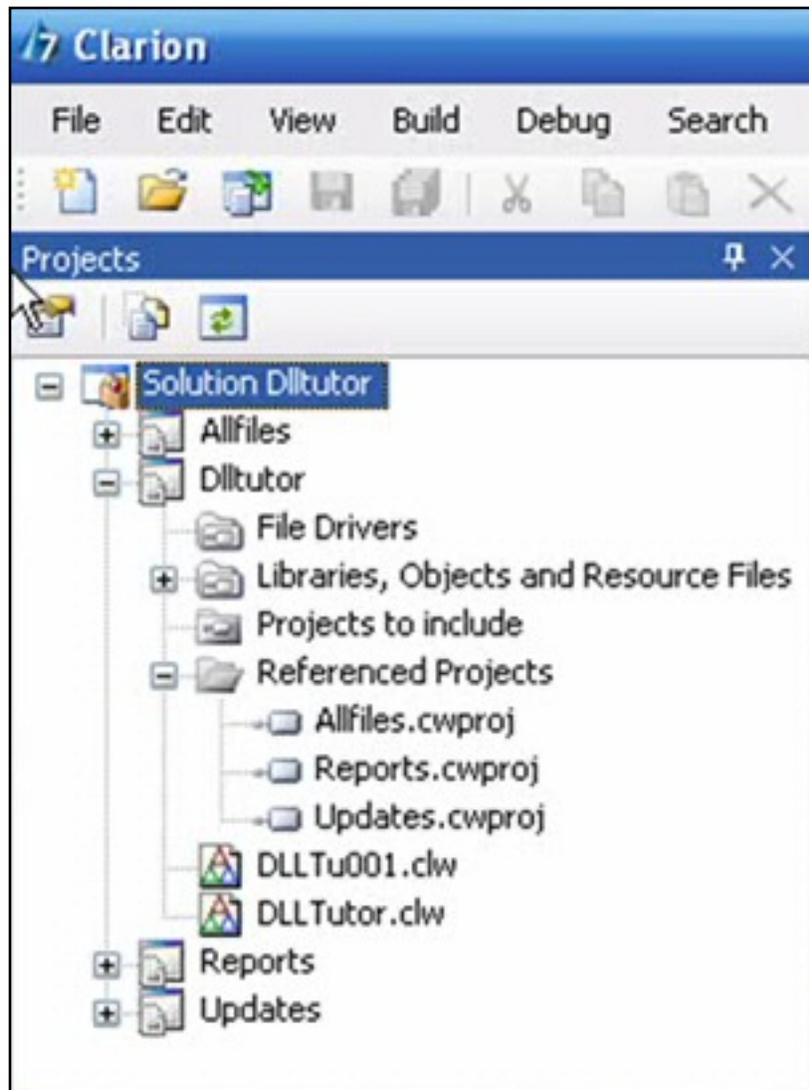 7 Clarion
File Edit View Build Debug Search
Projects
Solution Dlltutor
Allfiles
Dlltutor
File Drivers
Libraries, Objects and Resource Files
Projects to include
Referenced Projects
Allfiles.cwproj
Reports.cwproj
Updates.cwproj
DLLTu001.clw
DLLTutor.clw
Reports
Updates